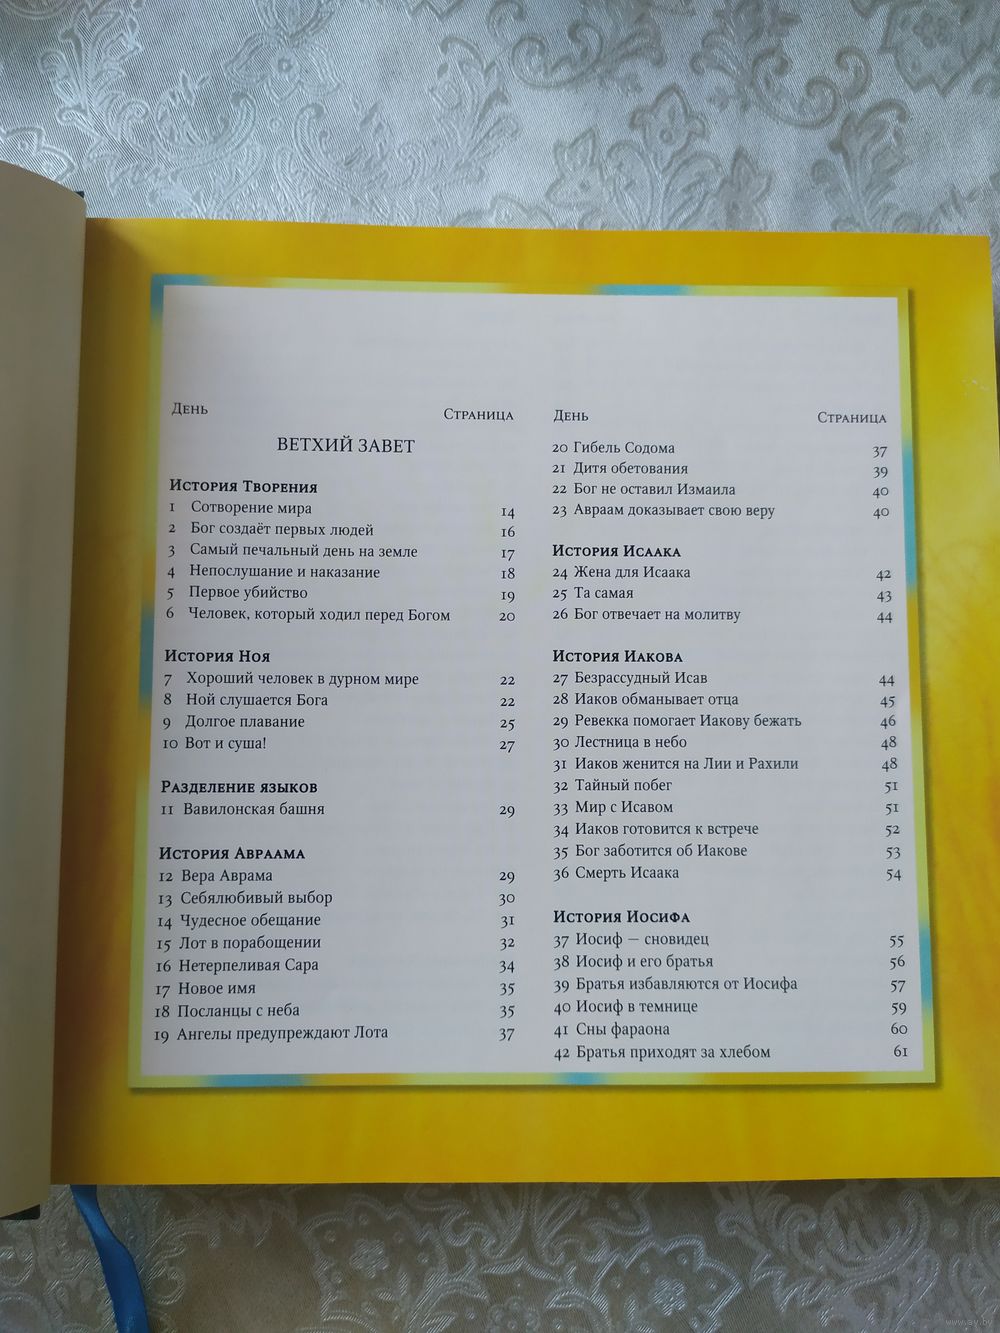 День Страница
ВЕТХИЙ ЗАВЕТ
История Творения
1 Сотворение мира 14
2 Бог создаёт первых людей 16
3 Самый печальный день на земле 17
4 Непослушание и наказание 18
5 Первое убийство 19
6 Человек, который ходил перед Богом 20
История Ноя
7 Хороший человек в дурном мире 22
8 Ной слушается Бога 22
9 Долгое плавание 25
10 Вот и суша! 27
Разделение языков
11 Вавилонская башня 29
История Авраама
12 Вера Аврама 29
13 Себялюбивый выбор 30
14 Чудесное обещание 31
15 Лот в порабощении 32
16 Нетерпеливая Сара 34
17 Новое имя 35
18 Посланцы с неба 35
19 Ангелы предупреждают Лота 37
День Страница
20 Гибель Содома 37
21 Дитя обетования 39
22 Бог не оставил Измаила 40
23 Авраам доказывает свою веру 40
История Исаака
24 Жена для Исаака 42
25 Та самая 43
26 Бог отвечает на молитву 44
История Иакова
27 Безрассудный Исав 44
28 Иаков обманывает отца 45
29 Ревекка помогает Иакову бежать 46
30 Лестница в небо 48
31 Иаков женится на Лии и Рахили 48
32 Тайный побег 51
33 Мир с Исавом 51
34 Иаков готовится к встрече 52
35 Бог заботится об Иакове 53
36 Смерть Исаака 54
История Иосифа
37 Иосиф — сновидец 55
38 Иосиф и его братья 56
39 Братья избавляются от Иосифа 57
40 Иосиф в темнице 59
41 Сны фараона 60
42 Братья приходят за хлебом 61
www.ay.by